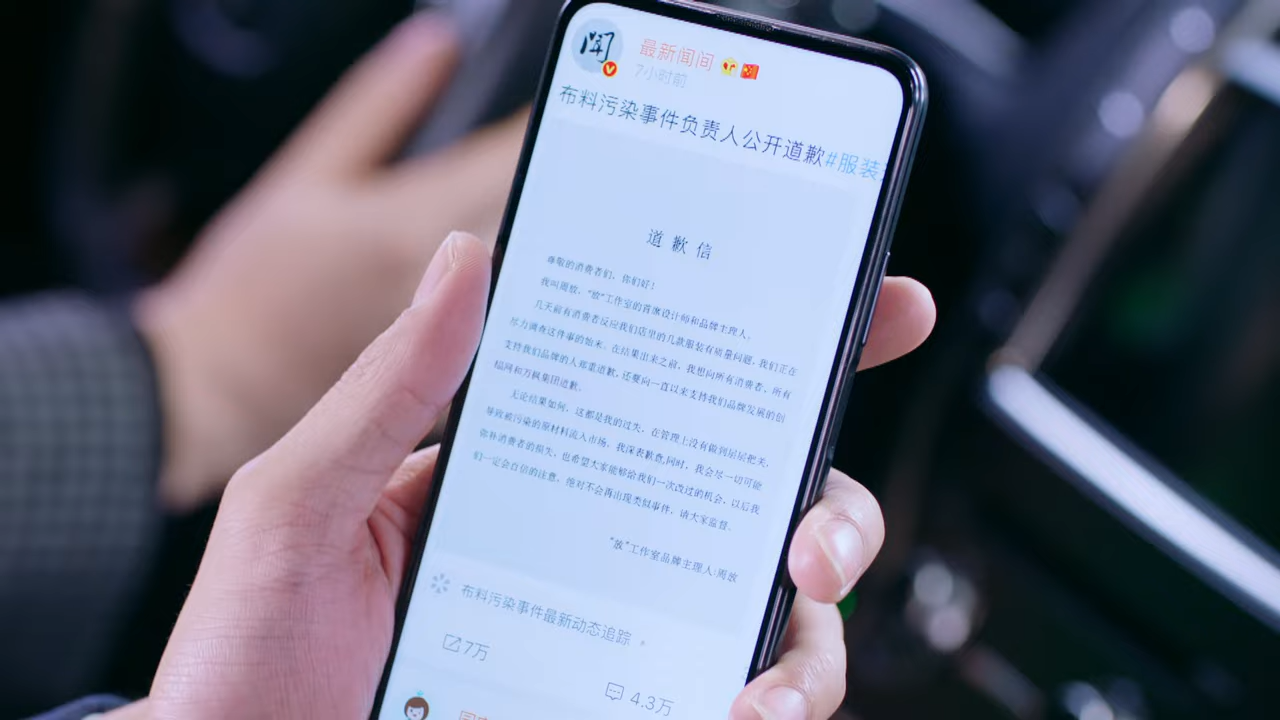 闻
最新闻间
7小时前
布料污染事件负责人公开道歉#服装
道歉信
尊敬的消费者们，你们好！
我叫周放，“放”工作室的首席设计师和品牌主理人。
几天前有消费者反应我们店里的几款服装有质量问题，我们正在
尽力调查这件事的始末。在结果出来之前，我想向所有消费者、所有
支持我们品牌的人郑重道歉，还要向一直以来支持我们品牌发展的创
网和万枫集团道歉。
无论结果如何，这都是我的过失，在管理上没有做到层层把关，
导致被污染的原材料流入市场，我深表歉意,同时，我会尽一切可能
弥补消费者的损失，也希望大家能够给我们一次改过的机会，以后我
们一定会百倍的注意，绝对不会再出现类似事件，请大家监督。
“放”工作室品牌主理人:周放
布料污染事件最新动态追踪
7万
4.3万